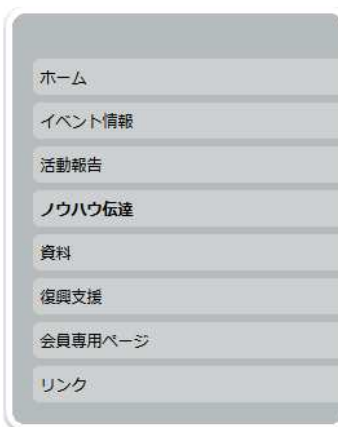 ホーム
イベント情報
活動報告
ノウハウ伝達
資料
復興支援
会員専用ページ
リンク